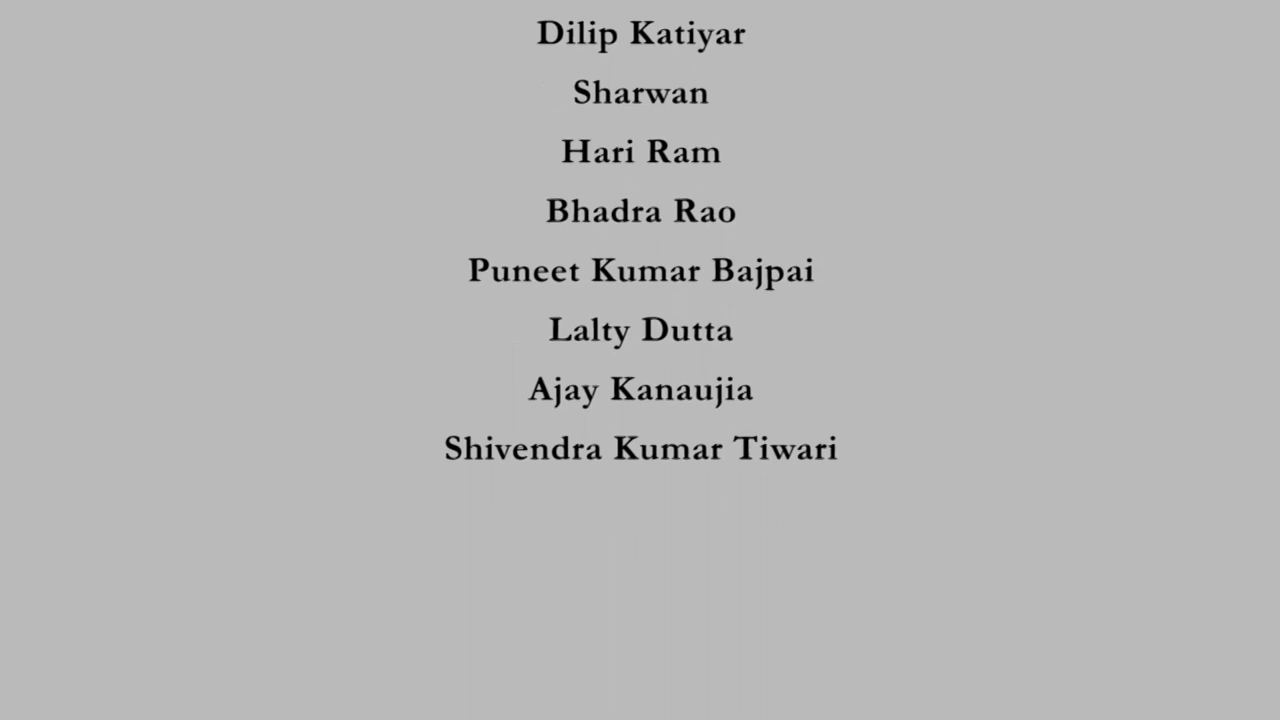 Dilip Katiyar
Sharwan
Hari Ram
Bhadra Rao
Puneet Kumar Bajpai
Lalty Dutta
Ajay Kanaujia
Shivendra Kumar Tiwari